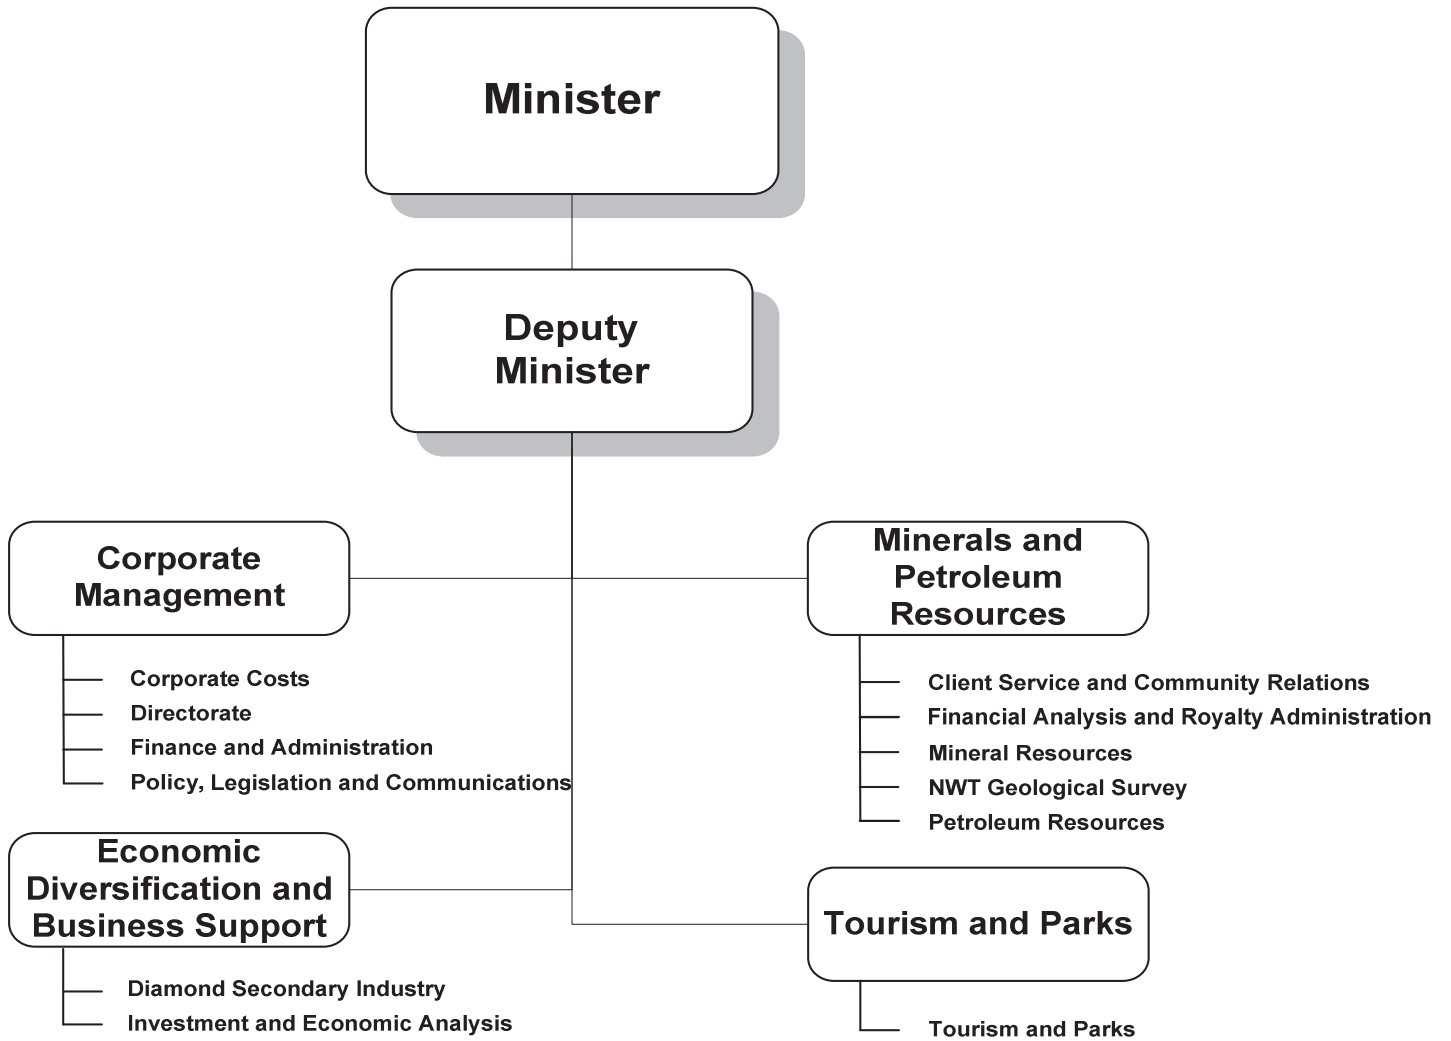 Minister
Deputy
Minister
Corporate
Management
Corporate Costs
Directorate
Finance and Administration
Policy, Legislation and Communications
Minerals and
Petroleum
Resources
Client Service and Community Relations
Financial Analysis and Royalty Administration
Mineral Resources
NWT Geological Survey
Petroleum Resources
Economic
Diversification and
Business Support
Diamond Secondary Industry
Investment and Economic Analysis
Tourism and Parks
Tourism and Parks